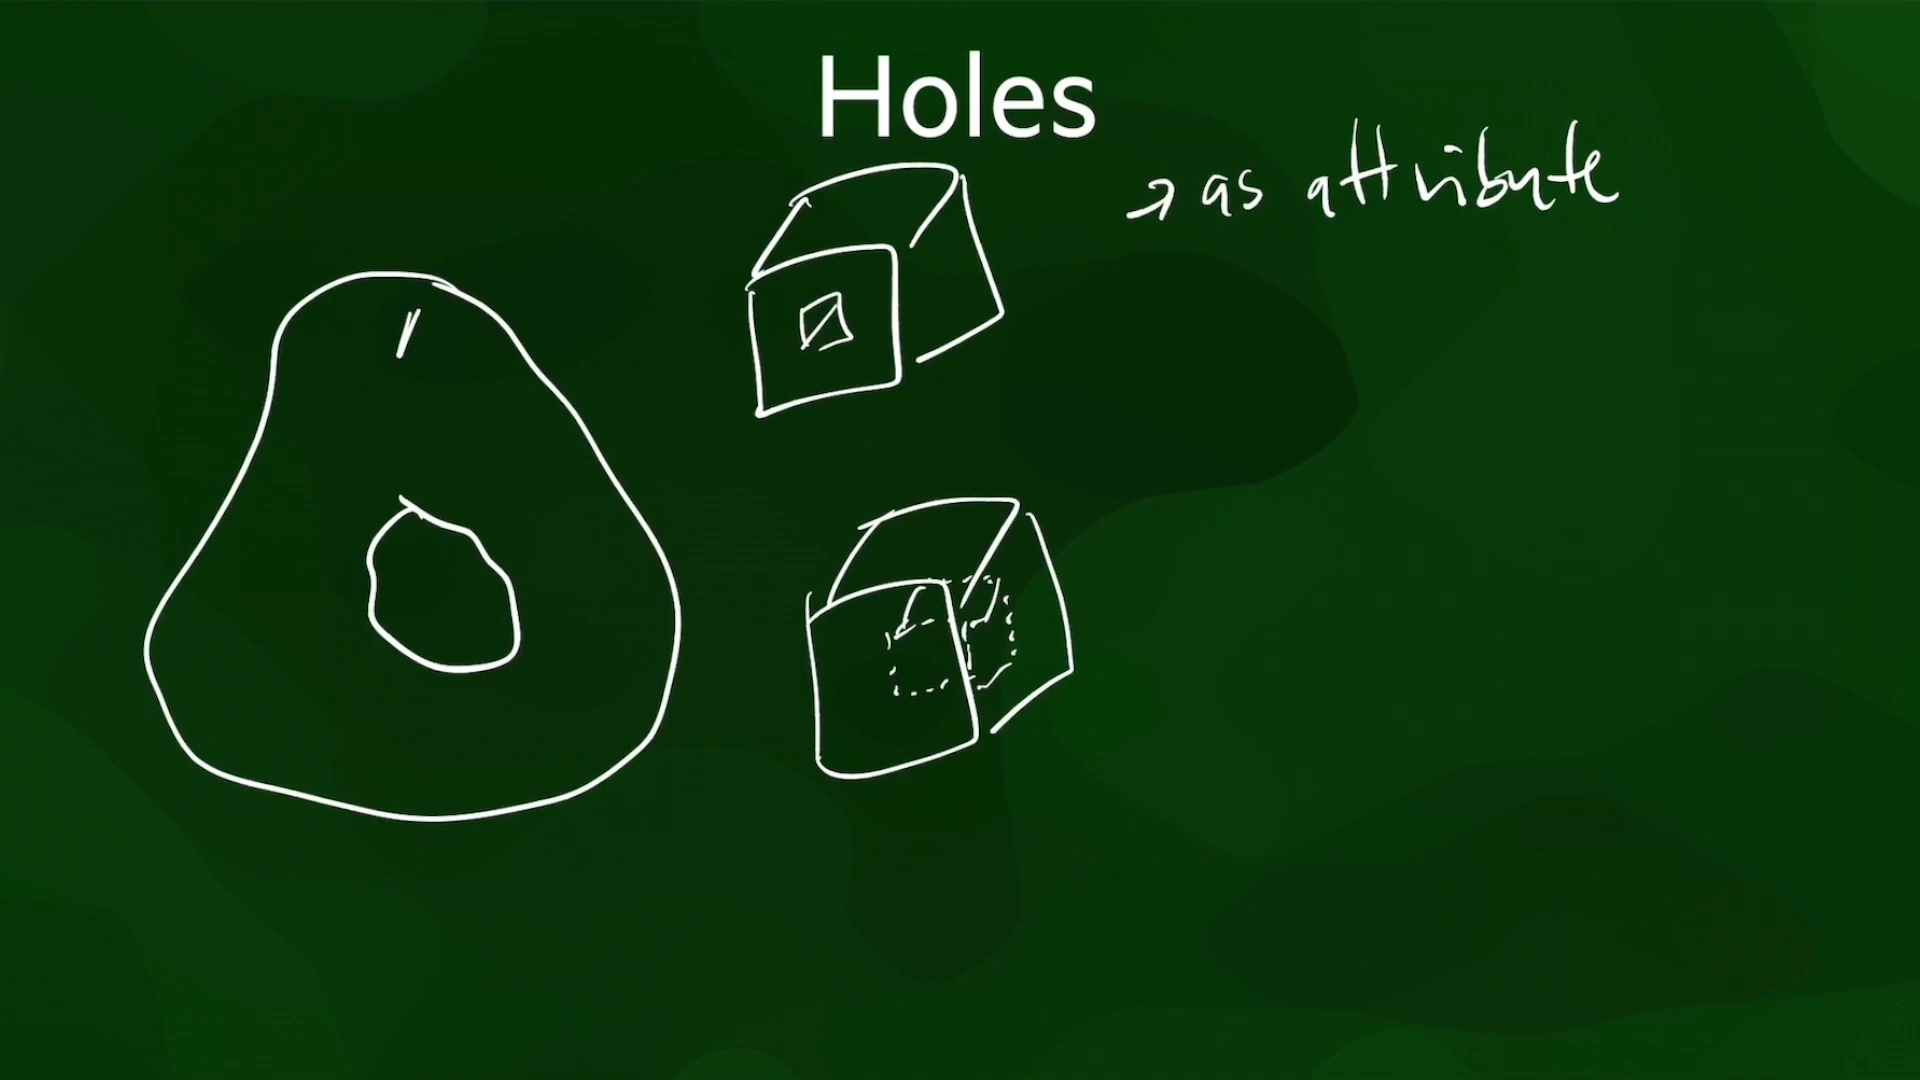 Holes
→ as attribute